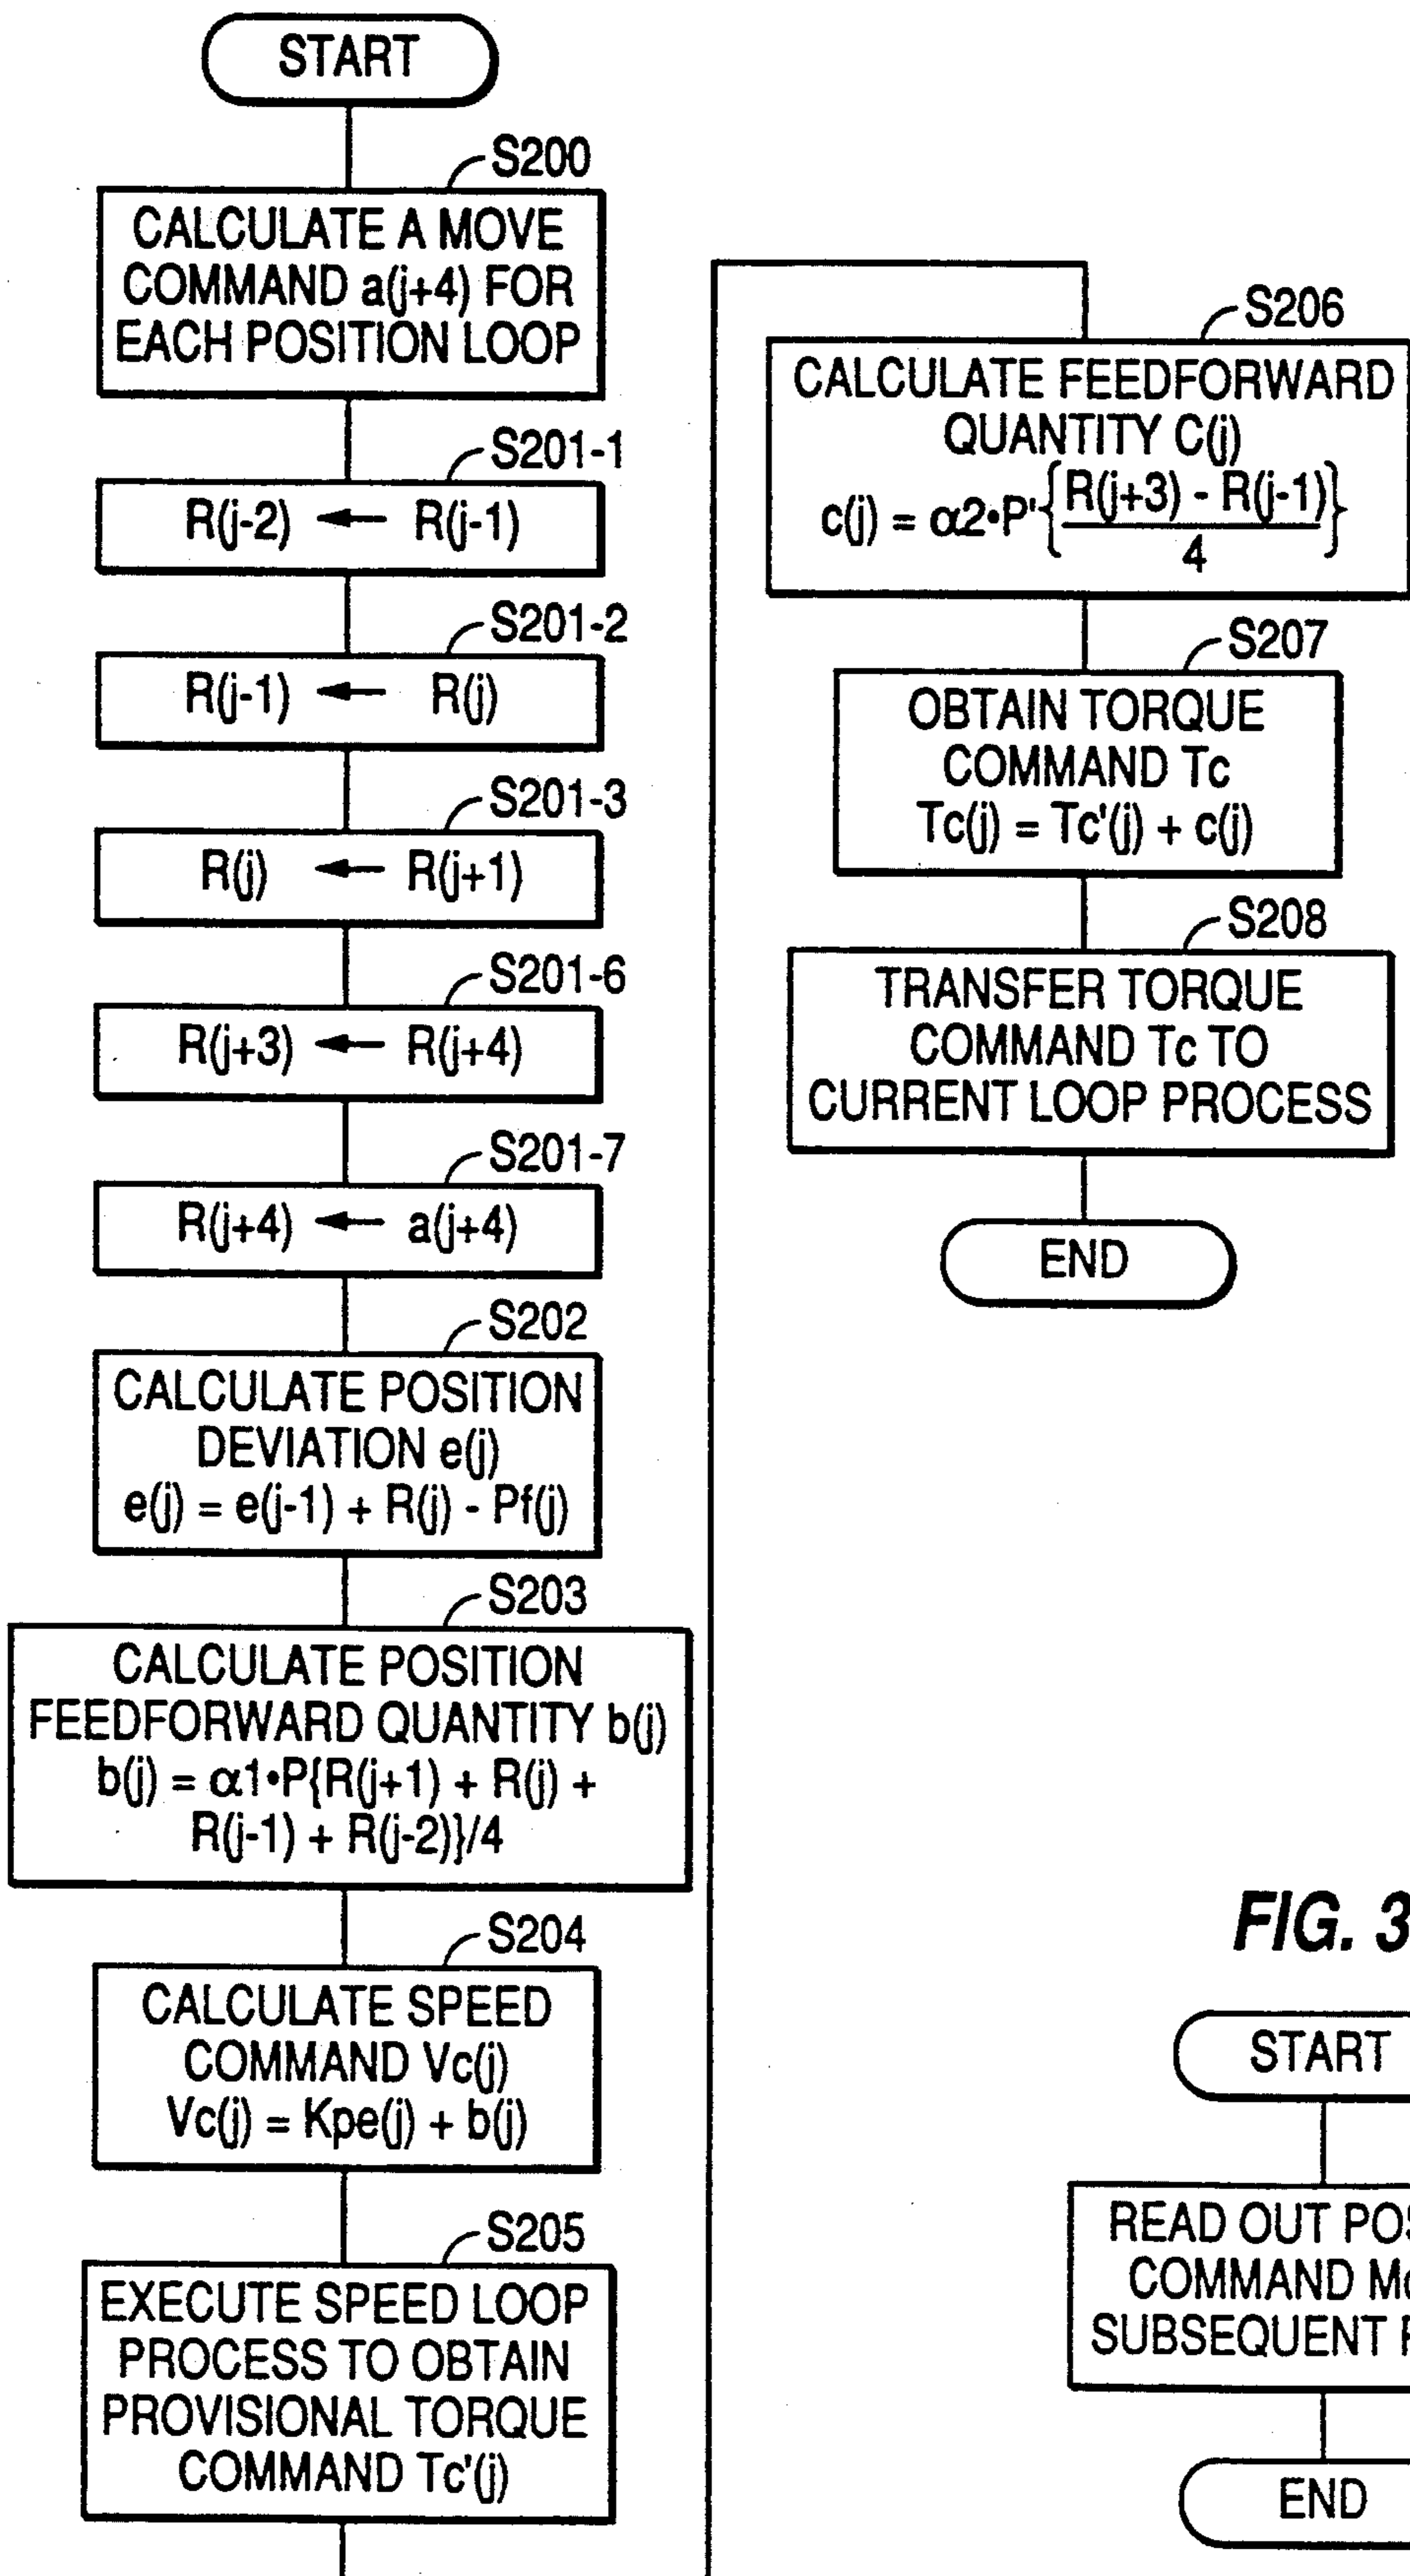 START
S200
CALCULATE A MOVE
COMMAND a(j+4) FOR
EACH POSITION LOOP
S201-1
R(j-2) ← R(j-1)
S201-2
R(j-1) ← R(j)
S201-3
R(j) ← R(j+1)
S201-6
R(j+3) ← R(j+4)
S201-7
R(j+4) ← a(j+4)
S202
CALCULATE POSITION
DEVIATION e(j)
e(j) = e(j-1) + R(j) - Pf(j)
S203
CALCULATE POSITION
FEEDFORWARD QUANTITY b(j)
b(j) = α1•P{R(j+1) + R(j) +
R(j-1) + R(j-2)}/4
S204
CALCULATE SPEED
COMMAND Vc(j)
Vc(j) = Kpe(j) + b(j)
S205
EXECUTE SPEED LOOP
PROCESS TO OBTAIN
PROVISIONAL TORQUE
COMMAND Tc'(j)
S206
CALCULATE FEEDFORWARD
QUANTITY C(j)
c(j) = α2•P'{R(j+3) - R(j-1)}
4
S207
OBTAIN TORQUE
COMMAND Tc
Tc(j) = Tc'(j) + c(j)
S208
TRANSFER TORQUE
COMMAND Tc TO
CURRENT LOOP PROCESS
END
FIG. 3
START
READ OUT
COMMAND
SUBSEQUENT
END